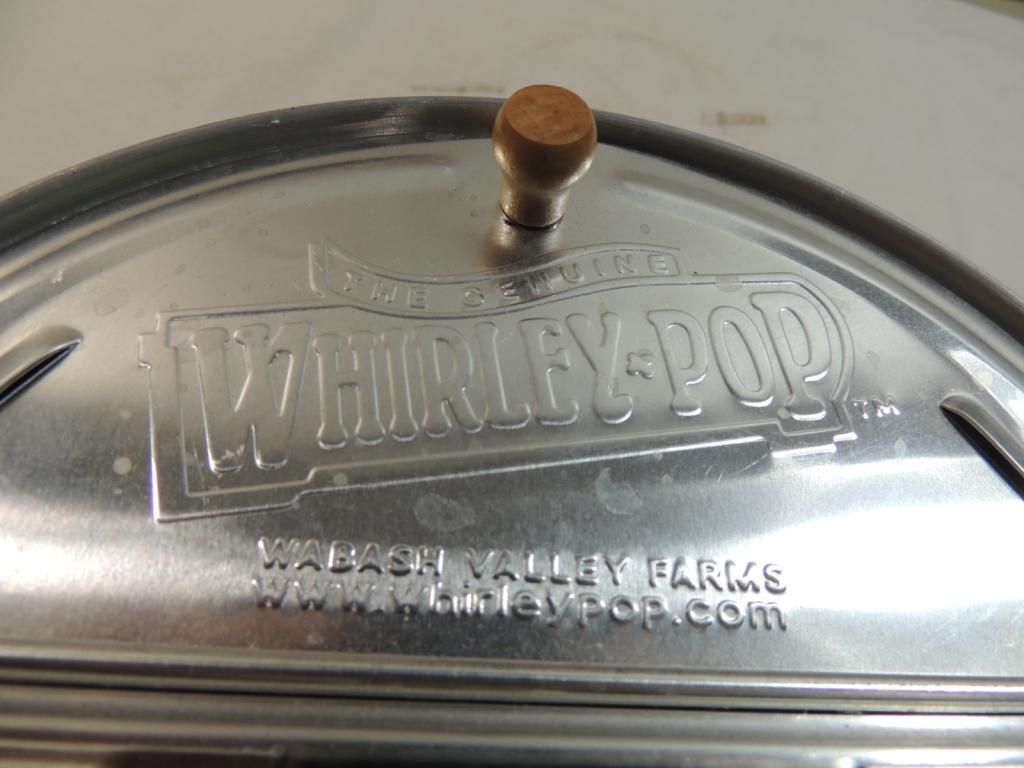 THE GENUINE
WHIRLEY POP TM
WABASH VALLEY FARMS
www.whirleypop.com